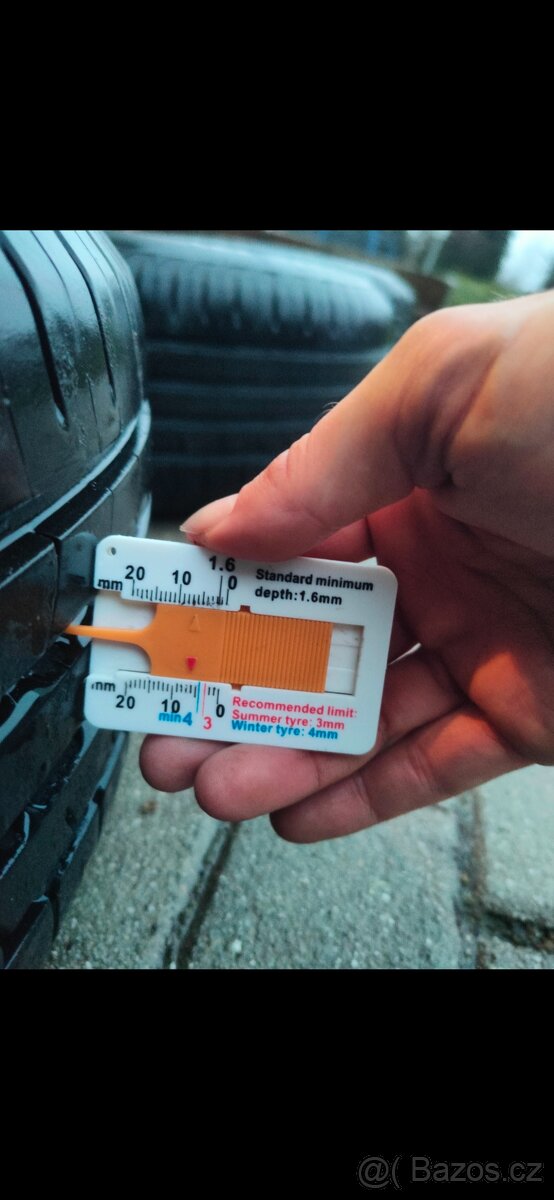 mm 20 10 1.6 0
Standard minimum
depth:1.6mm
mm 20 10 min4 3 0
Recommended limit:
Summer tyre: 3mm
Winter tyre: 4mm
@( Bazos.cz